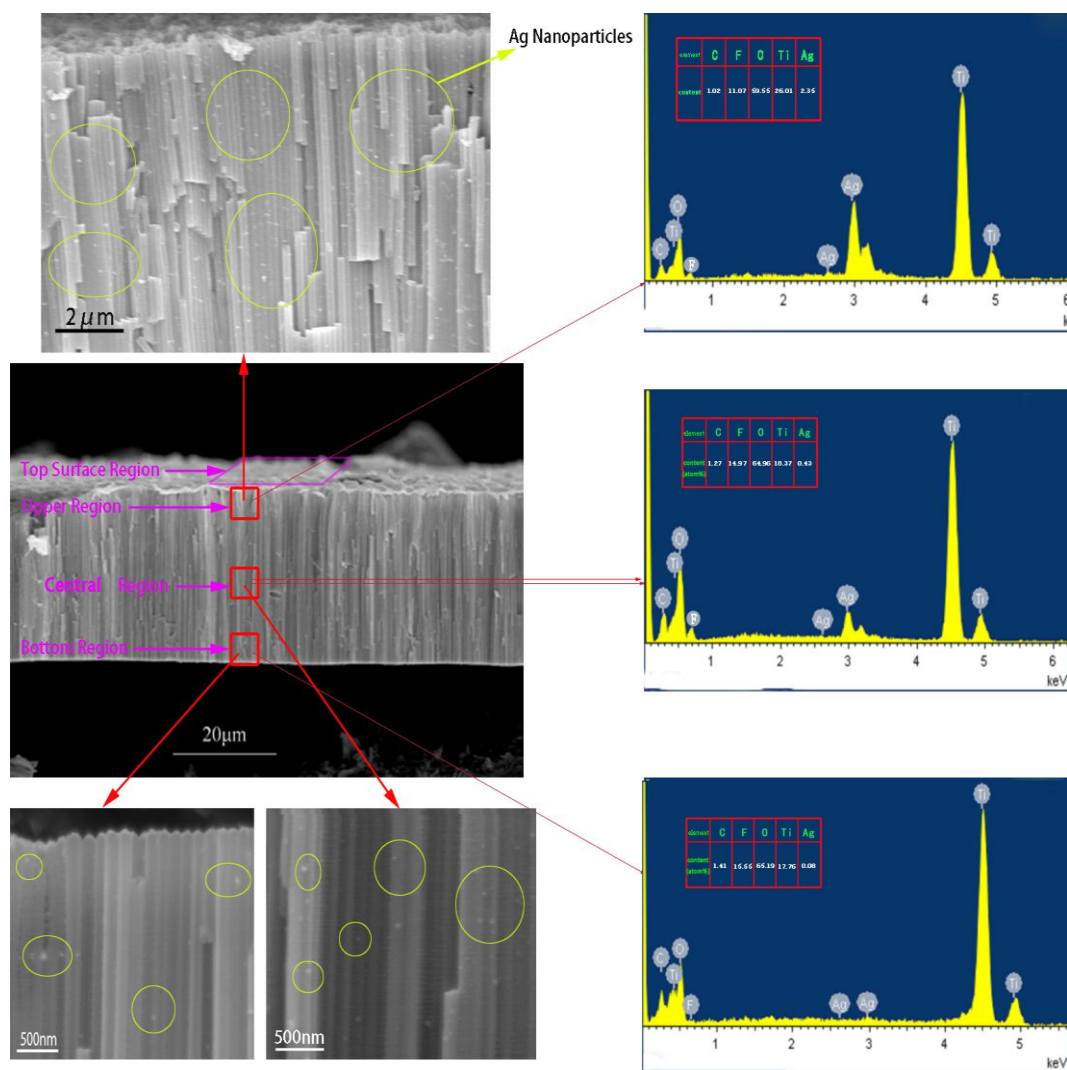 Ag Nanoparticles
2μm
Top Surface Region
Upper Region
Central Region
Bottom Region
20μm
500nm
500nm
element C F O Ti Ag
content 1.02 11.07 59.55 26.01 2.35
C
O
Ti
F
Ag
Ag
Ti
Ti
1 2 3 4 5 6
k
element C F O Ti Ag
content (atom%) 1.27 14.97 64.96 18.37 0.43
C
O
Ti
F
Ag
Ag
Ti
Ti
1 2 3 4 5 6
keV
element C F O Ti Ag
content (atom%) 1.41 15.56 65.19 17.76 0.08
C
O
Ti
F
Ag
Ag
Ti
Ti
1 2 3 4 5
keV